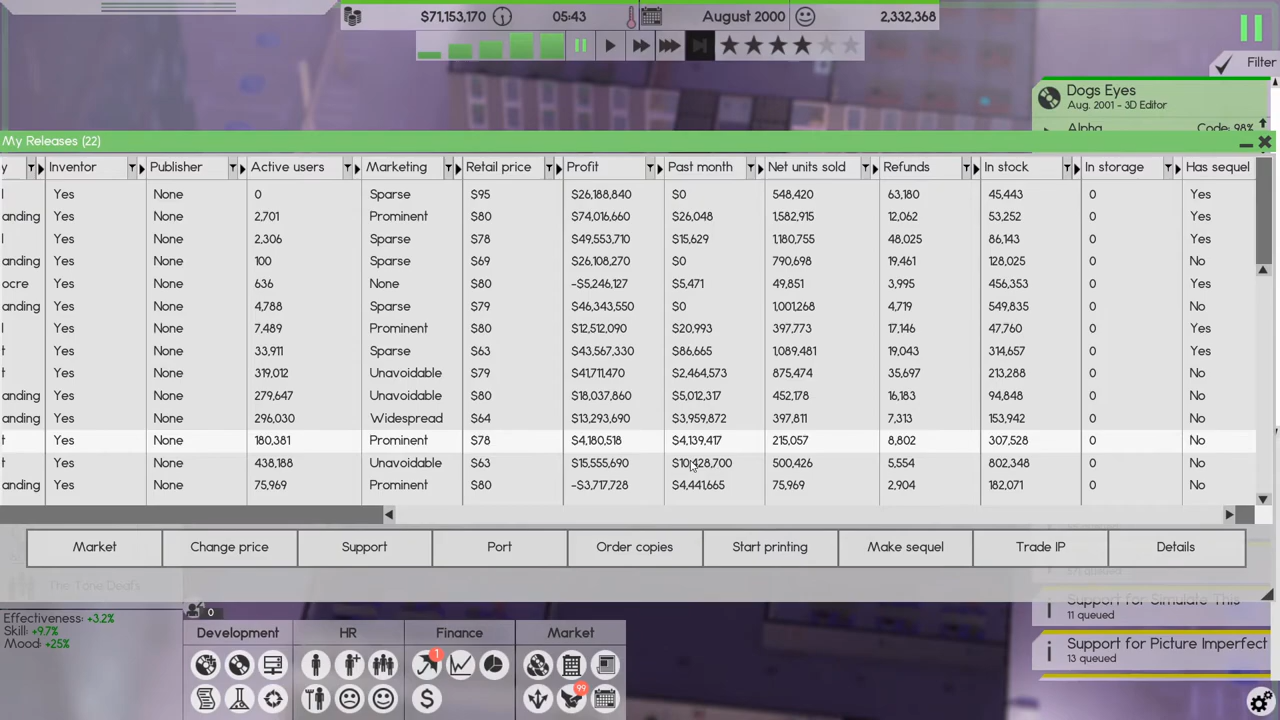 $71,153,170 05:43 August 2000 2,332,368
Filter
Dogs Eyes
Aug. 2001 - 3D Editor
Alpha Code: 98%
My Releases (22)
y Inventor Publisher Active users Marketing Retail price Profit Past month Net units sold Refunds In stock In storage Has sequel
l Yes None 0 Sparse $95 $26,188,840 $0 548,420 63,180 45,443 0 Yes
anding Yes None 2,701 Prominent $80 $74,016,660 $26,048 1,582,915 12,062 53,252 0 Yes
l Yes None 2,306 Sparse $78 $49,553,710 $15,629 1,180,755 48,025 86,143 0 Yes
anding Yes None 100 Sparse $69 $26,108,270 $0 790,698 19,461 128,025 0 No
ocre Yes None 636 None $80 -$5,246,127 $5,471 49,851 3,995 456,353 0 Yes
anding Yes None 4,788 Sparse $79 $46,343,550 $0 1,001,268 4,719 549,835 0 No
l Yes None 7,489 Prominent $80 $12,512,090 $20,993 397,773 17,146 47,760 0 Yes
t Yes None 33,911 Sparse $63 $43,567,330 $86,665 1,089,481 19,043 314,657 0 Yes
t Yes None 319,012 Unavoidable $79 $41,711,470 $2,464,573 875,474 35,697 213,288 0 No
anding Yes None 279,647 Unavoidable $80 $18,037,860 $5,012,317 452,178 16,183 94,848 0 No
anding Yes None 296,030 Widespread $64 $13,293,690 $3,959,872 397,811 7,313 153,942 0 No
t Yes None 180,381 Prominent $78 $4,180,518 $4,139,417 215,057 8,802 307,528 0 No
t Yes None 438,188 Unavoidable $63 $15,555,690 500,426 5,554 802,348 0 No
anding Yes None 75,969 Prominent $80 -$3,717,728 $4,441,665 75,969 2,904 182,071 0 No
Market Change price Support Port Order copies Start printing Make sequel Trade IP Details
The Tone Deafs
Support for Simulate This
11 queued
Support for Picture Imperfect
13 queued
Effectiveness: +3.2%
Skill: +9.7%
Mood: +25%
0
Development HR Finance Market
1
99